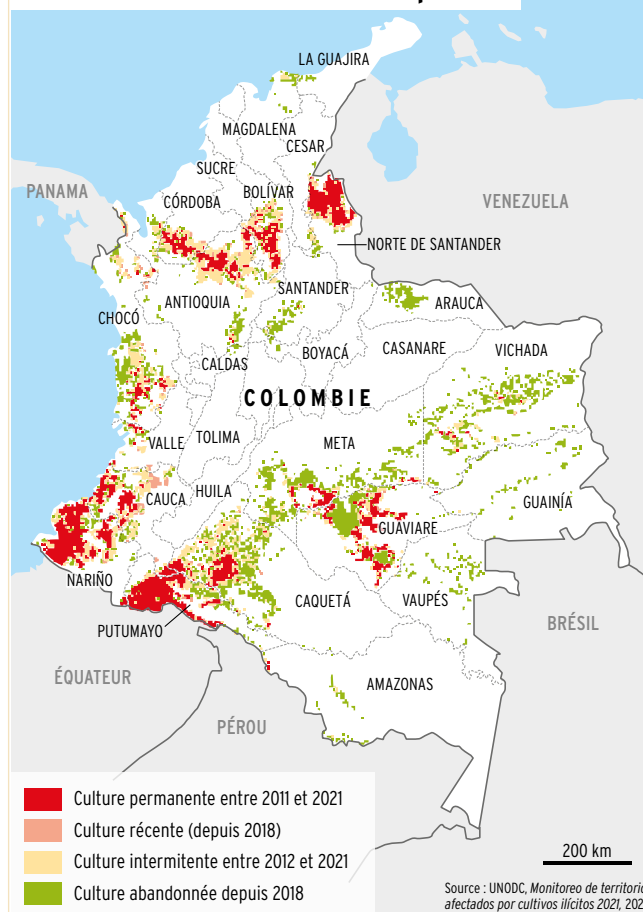 LA GUAJIRA
MAGDALENA
CESAR
SUCRE
PANAMA
BOLÍVAR
CÓRDOBA
VENEZUELA
NORTE DE SANTANDER
SANTANDER
ANTIOQUIA
ARAUCA
CHOCÓ
BOYACÁ
CASANARE
VICHADA
CALDAS
COLOMBIE
VALLE
TOLIMA
META
CAUCA
HUILA
GUAINÍA
GUAVIARE
NARIÑO
CAQUETÁ
VAUPÉS
BRÉSIL
PUTUMAYO
ÉQUATEUR
AMAZONAS
PÉROU
Culture permanente entre 2011 et 2021
Culture récente (depuis 2018)
Culture intermitente entre 2012 et 2021
Culture abandonnée depuis 2018
200 km
Source : UNODC, Monitoreo de territorio
afectados por cultivos ilícitos 2021, 202